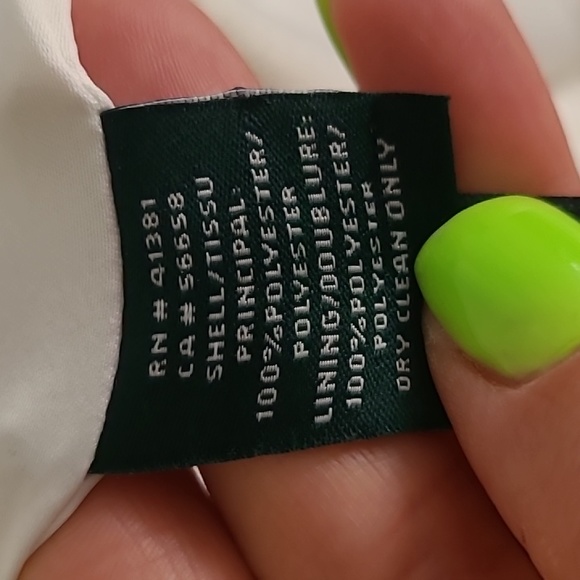 RN # 41381
CA # 56658
SHELL/TISSU
PRINCIPAL:
100%POLYESTER/
POLYESTER
LINING/DOUBLURE:
100%POLYESTER/
POLYESTER
DRY CLEAN ONLY